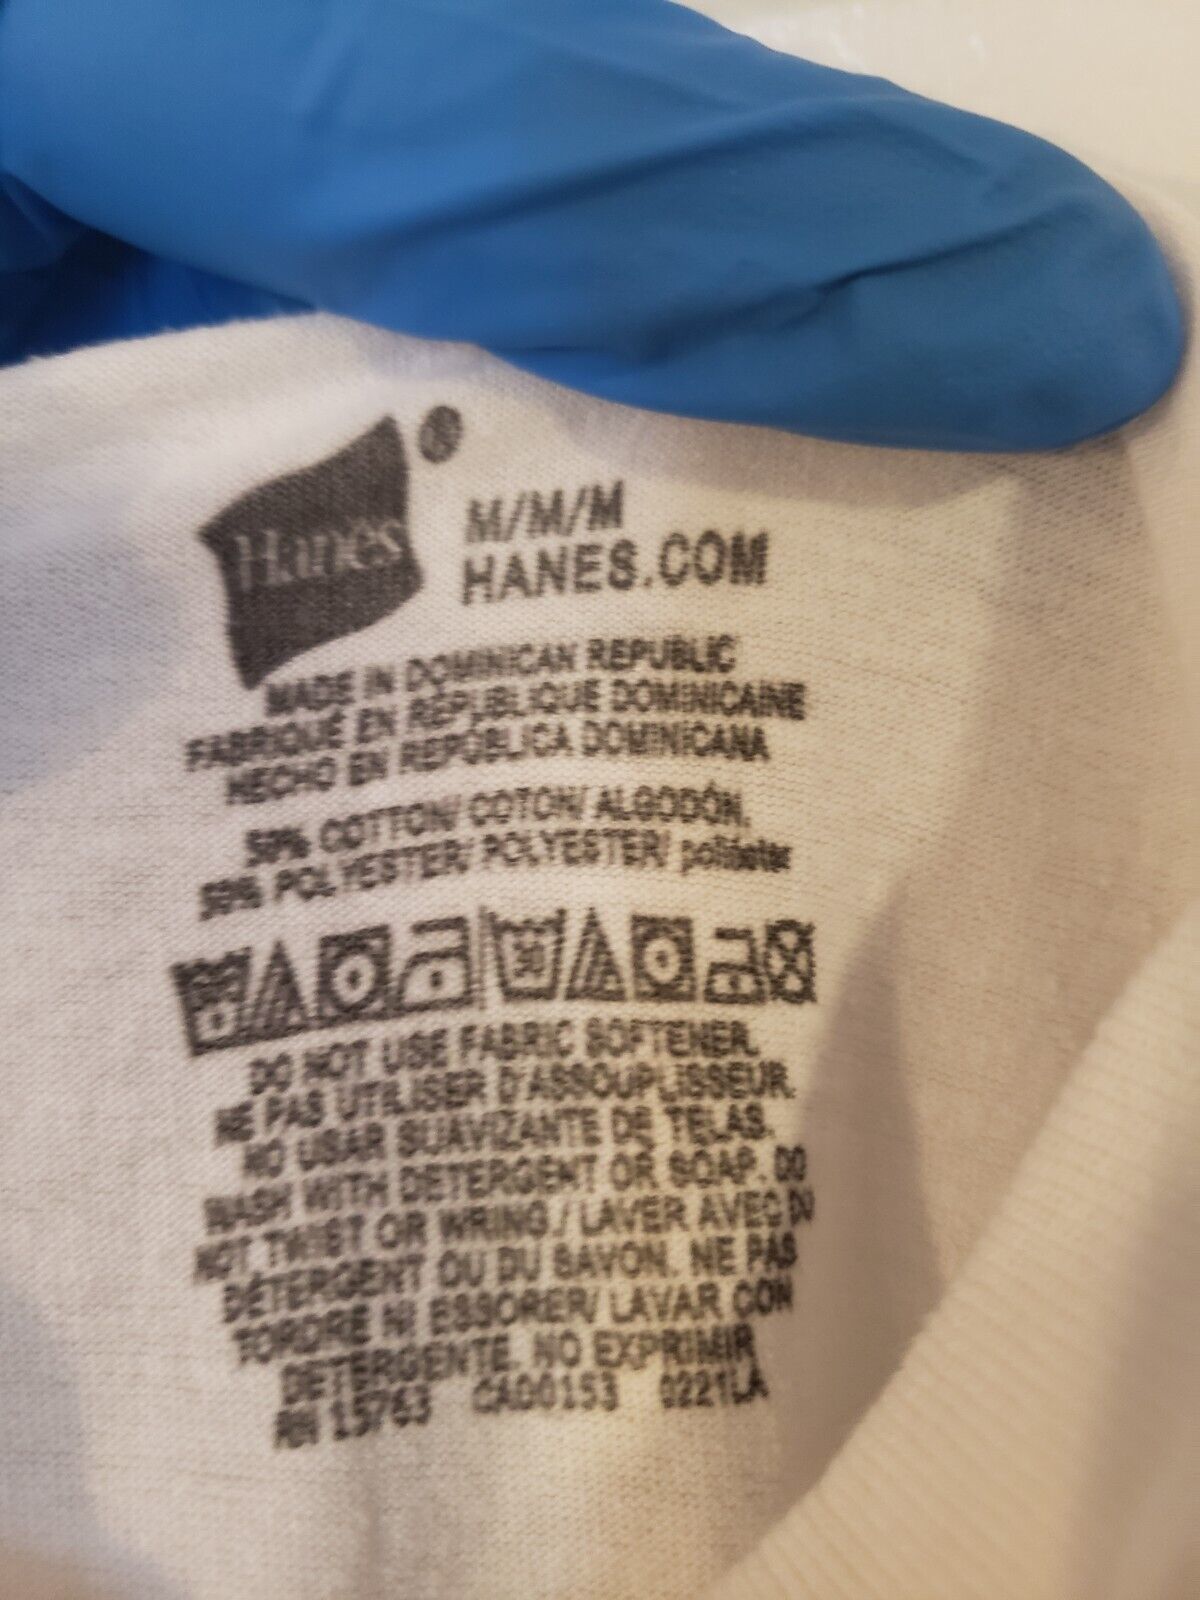 Hanes ®
M/M/M
HANES.COM
MADE IN DOMINICAN REPUBLIC
FABRIQUÉ EN RÉPUBLIQUE DOMINICAINE
HECHO EN REPÚBLICA DOMINICANA
50% COTTON/ COTON/ ALGODÓN,
50% POLYESTER/ POLYESTER/ poliéster
30
DO NOT USE FABRIC SOFTENER.
NE PAS UTILISER D'ASSOUPLISSEUR.
NO USAR SUAVIZANTE DE TELAS.
WASH WITH DETERGENT OR SOAP. DO
NOT TWIST OR WRING./ LAVER AVEC DU
DÉTERGENT OU DU SAVON. NE PAS
TORDRE NI ESSORER/ LAVAR CON
DETERGENTE. NO EXPRIMIR
RN 15763 CA00153 0221LA